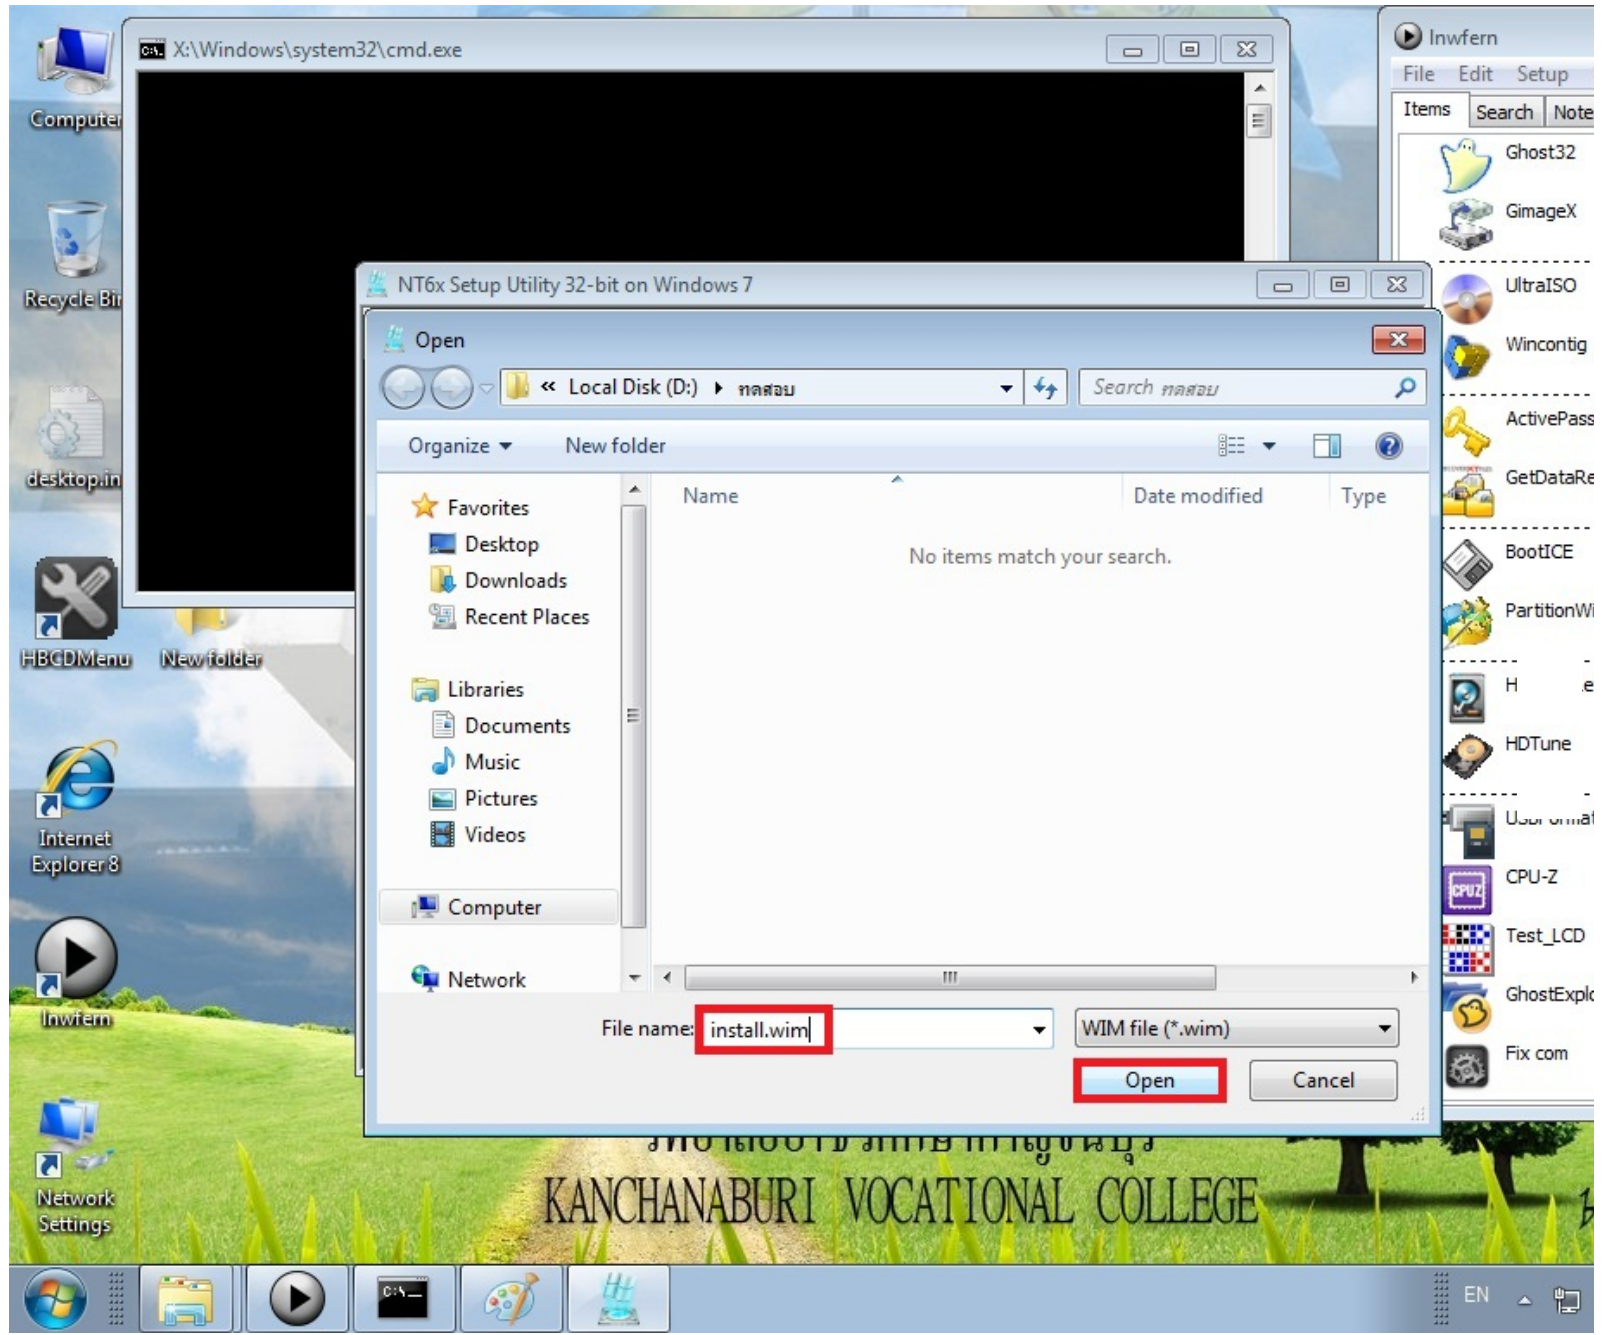 Computer
Recycle Bin
desktop.in
HBCDMenu
New folder
Internet
Explorer 8
Inwfern
Network
Settings
X:\Windows\system32\cmd.exe
NT6x Setup Utility 32-bit on Windows 7
Open
« Local Disk (D:) ทดสอบ
Search ทดสอบ
Organize
New folder
Name
Date modified
Type
No items match your search.
Favorites
Desktop
Downloads
Recent Places
Libraries
Documents
Music
Pictures
Videos
Computer
Network
File name: install.wim
WIM file (*.wim)
Open
Cancel
Inwfern
File Edit Setup
Items Search Note
Ghost32
GimageX
UltraISO
Wincontig
ActivePass
GetDataRe
BootICE
PartitionWi
HDTune
CPU-Z
Test_LCD
GhostExplo
Fix com
KANCHANABURI VOCATIONAL COLLEGE
EN